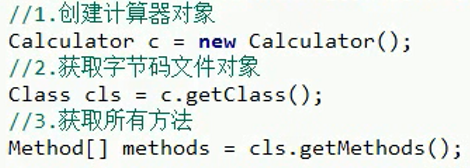 //1.创建计算器对象
Calculator c = new Calculator();
//2.获取字节码文件对象
Class cls = c.getClass();
//3.获取所有方法
Method[] methods = cls.getMethods();